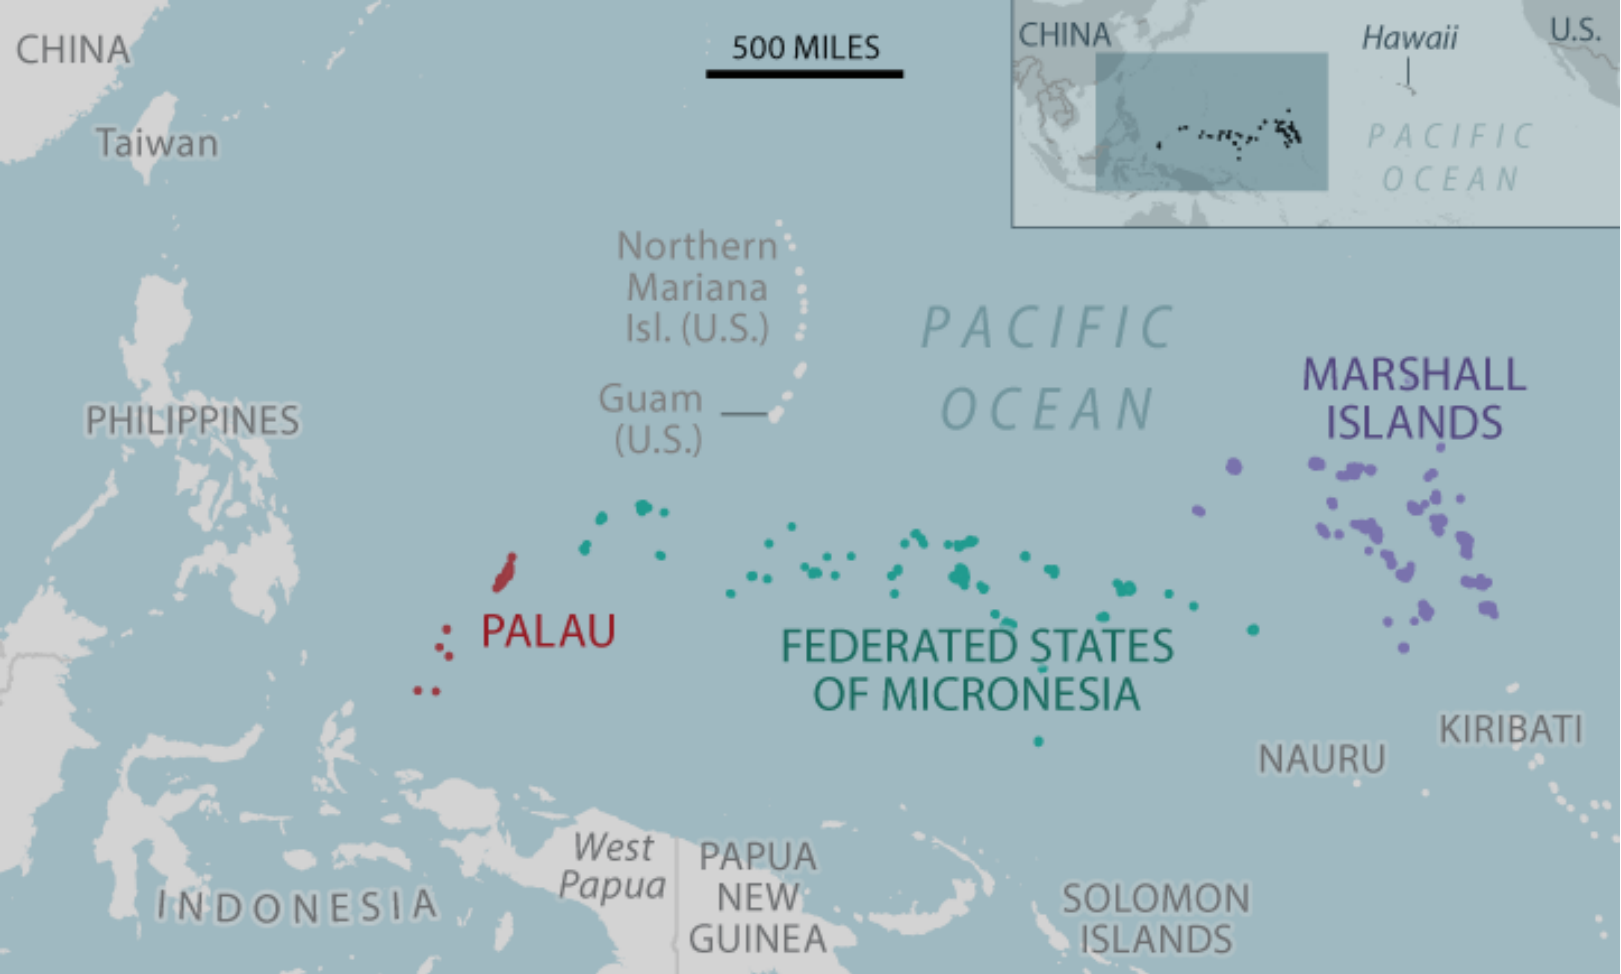 CHINA
Taiwan
500 MILES
CHINA
Hawaii
U.S.
PACIFIC
OCEAN
Northern
Mariana
Isl. (U.S.)
Guam
(U.S.)
PACIFIC
OCEAN
MARSHALL
ISLANDS
PHILIPPINES
PALAU
FEDERATED STATES
OF MICRONESIA
KIRIBATI
NAURU
West
Papua
PAPUA
NEW
GUINEA
INDONESIA
SOLOMON
ISLANDS